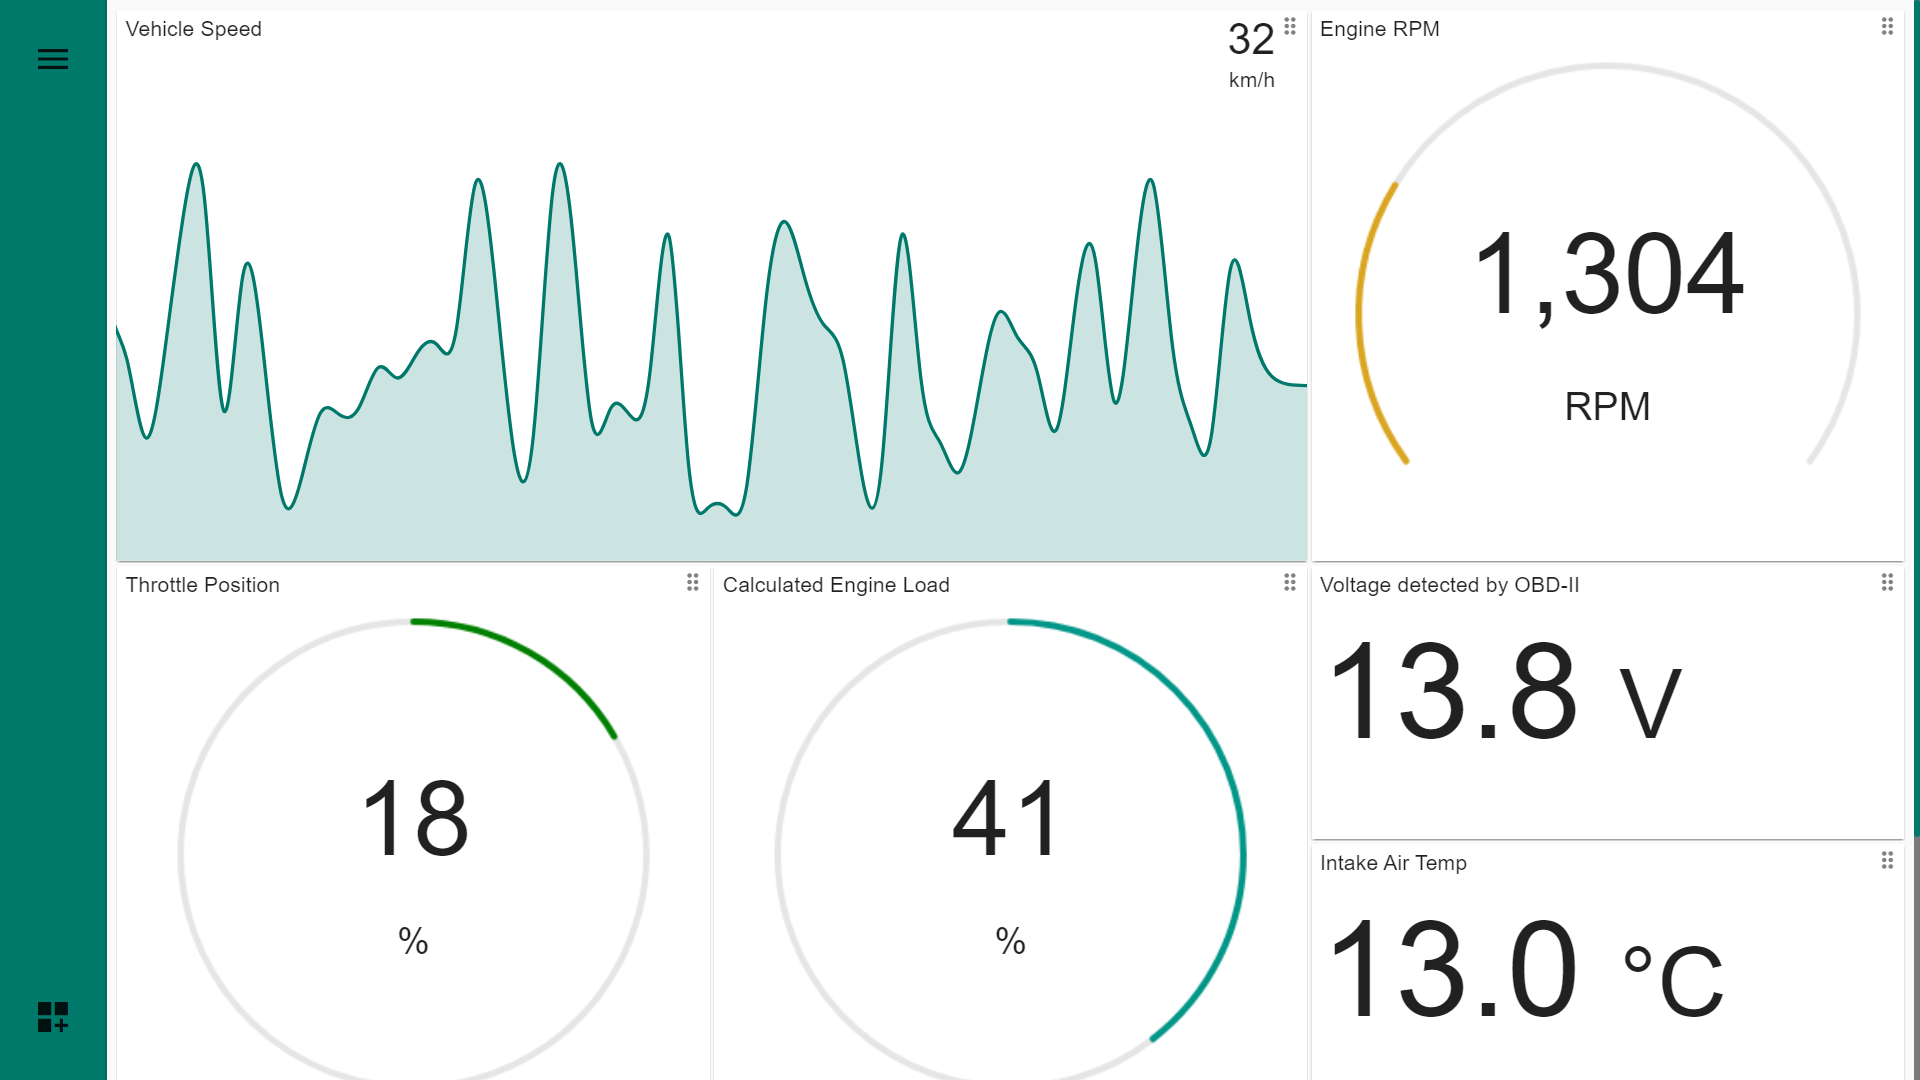 Vehicle Speed
32
km/h
Engine RPM
1,304
RPM
Throttle Position
18
%
Calculated Engine Load
41
%
Voltage detected by OBD-II
13.8 V
Intake Air Temp
13.0 °C